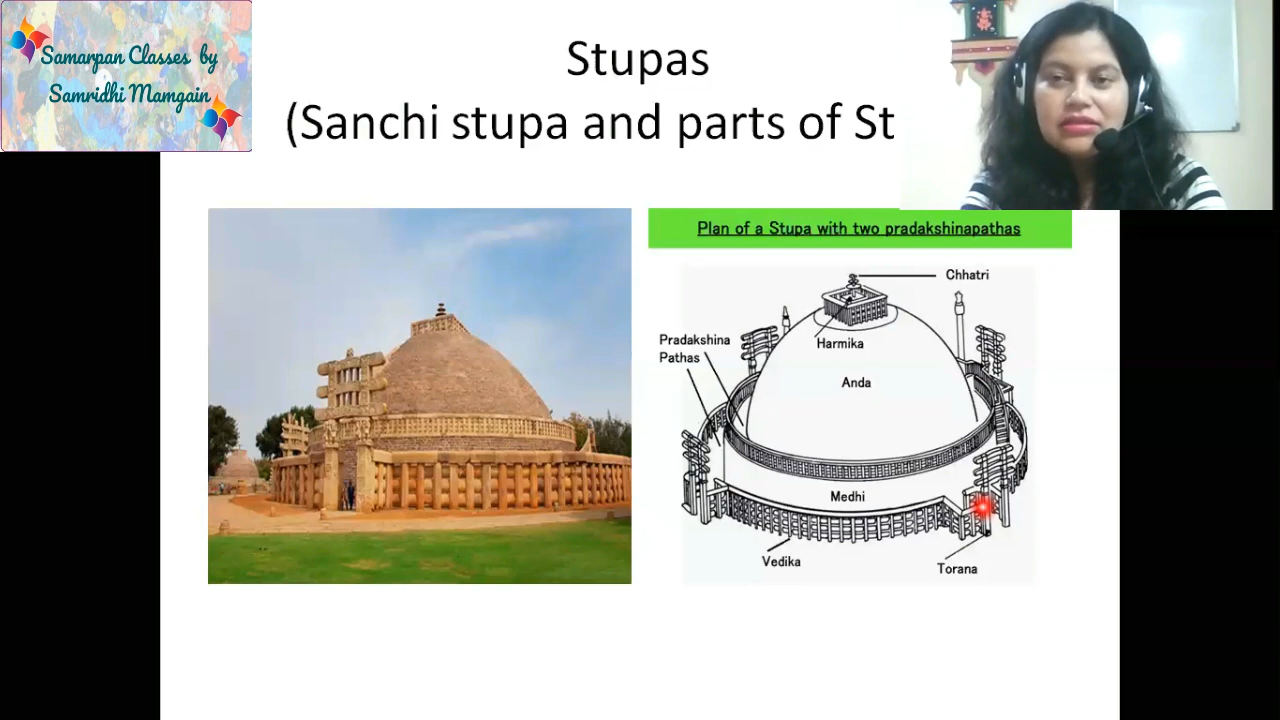 Samarpan Classes by
Samridhi Mamgain
Stupas
(Sanchi stupa and parts of St
Plan of a Stupa with two pradakshinapathas
Chhatri
Harmika
Pradakshina
Pathas
Anda
Medhi
Vedika
Torana